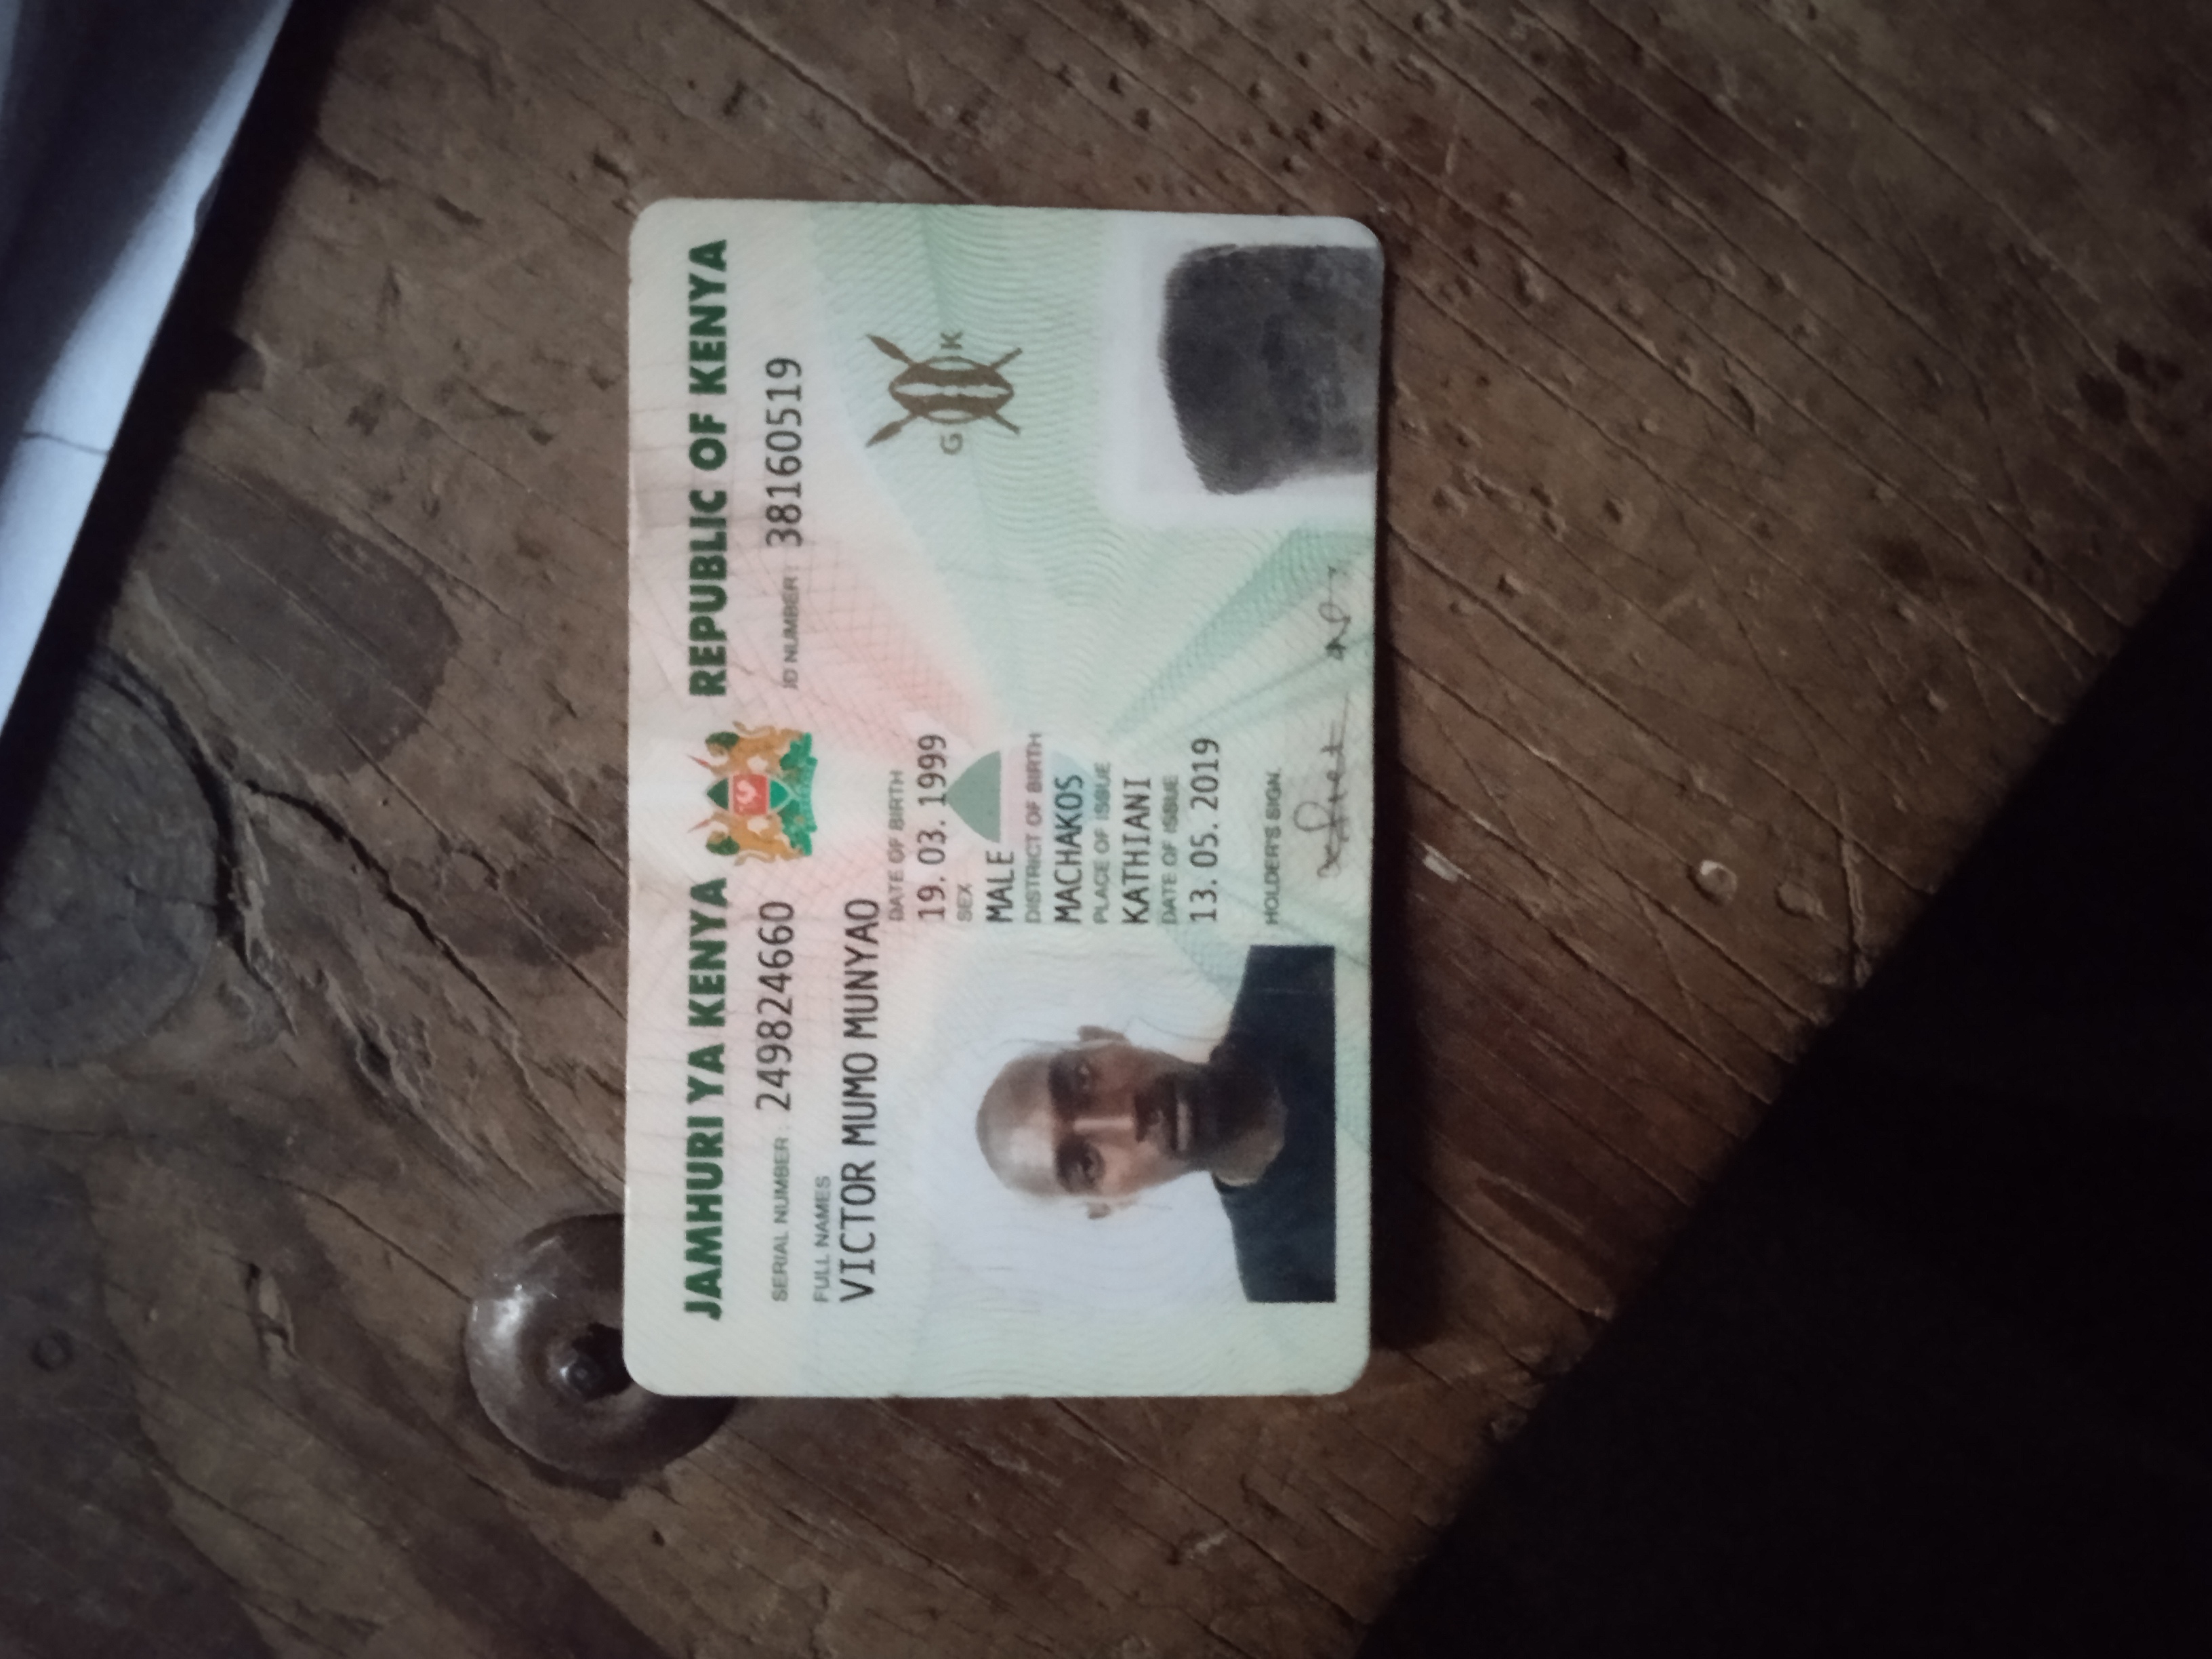 JAMHURI YA KENYA REPUBLIC OF KENYA
SERIAL NUMBER: 249824660 ID NUMBER: 38160519
FULL NAMES
VICTOR MUMO MUNYAO
DATE OF BIRTH
19. 03. 1999
SEX
MALE
DISTRICT OF BIRTH
MACHAKOS
PLACE OF ISSUE
KATHIANI
DATE OF ISSUE
13. 05. 2019
HOLDER'S SIGN.
G K